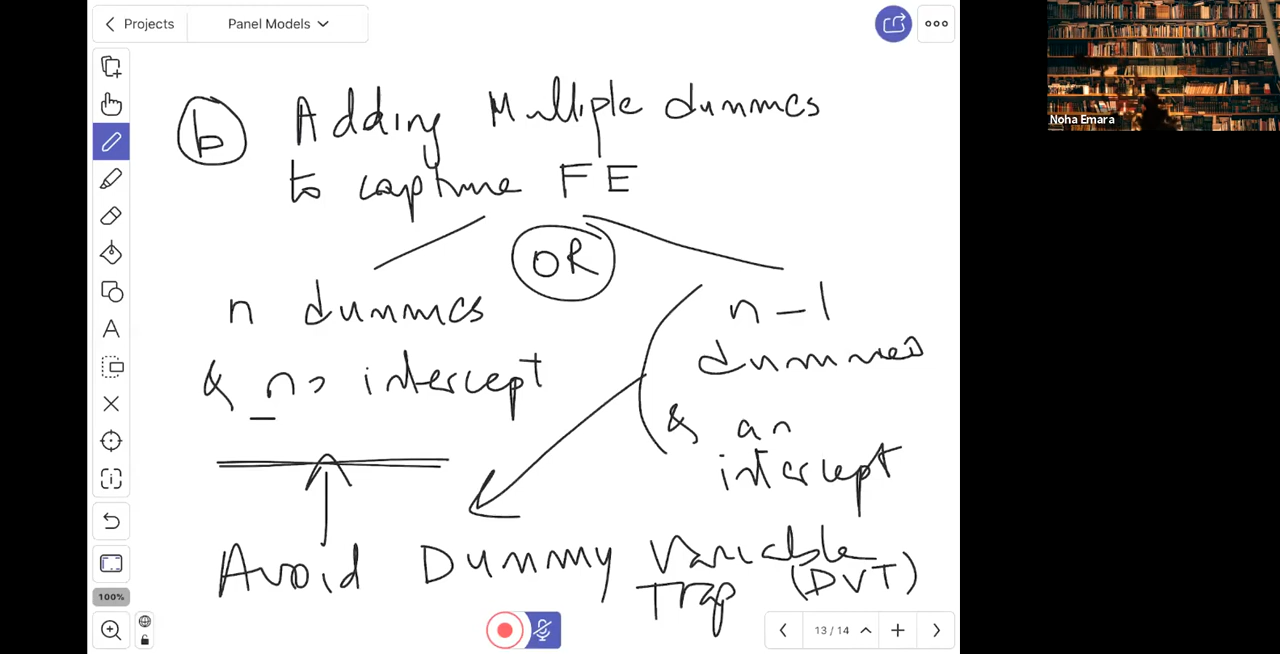 Projects
Panel Models
Noha Emara
b Adding Multiple dummies
to capture FE
OR
n dummies
& no intercept
n - 1
dummies
& an
intercept
Avoid Dummy Variable
Trap (DVT)
100%
13 / 14